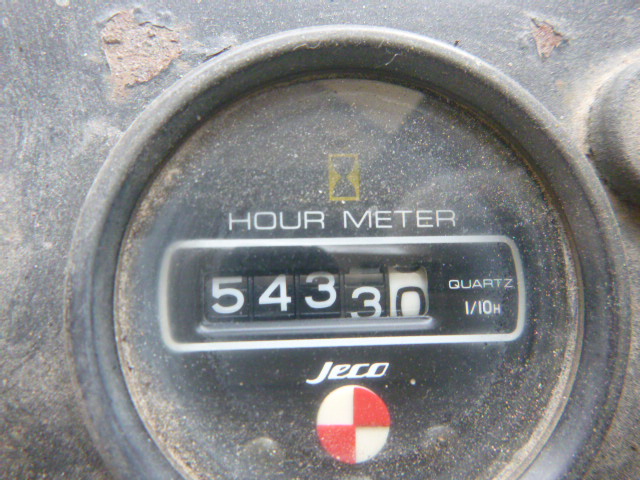 HOUR METER
54330
QUARTZ
1/10H
Jeco